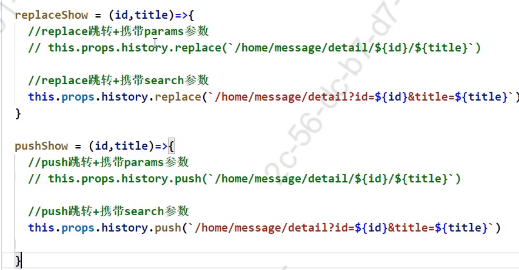 replaceShow = (id,title)=>{
//replace跳转+携带params参数
// this.props.history.replace(`/home/message/detail/${id}/${title}`)
//replace跳转+携带search参数
this.props.history.replace(`/home/message/detail?id=${id}&title=${title}`)
}
pushShow = (id,title)=>{
//push跳转+携带params参数
// this.props.history.push(`/home/message/detail/${id}/${title}`)
//push跳转+携带search参数
this.props.history.push(`/home/message/detail?id=${id}&title=${title}`)
}